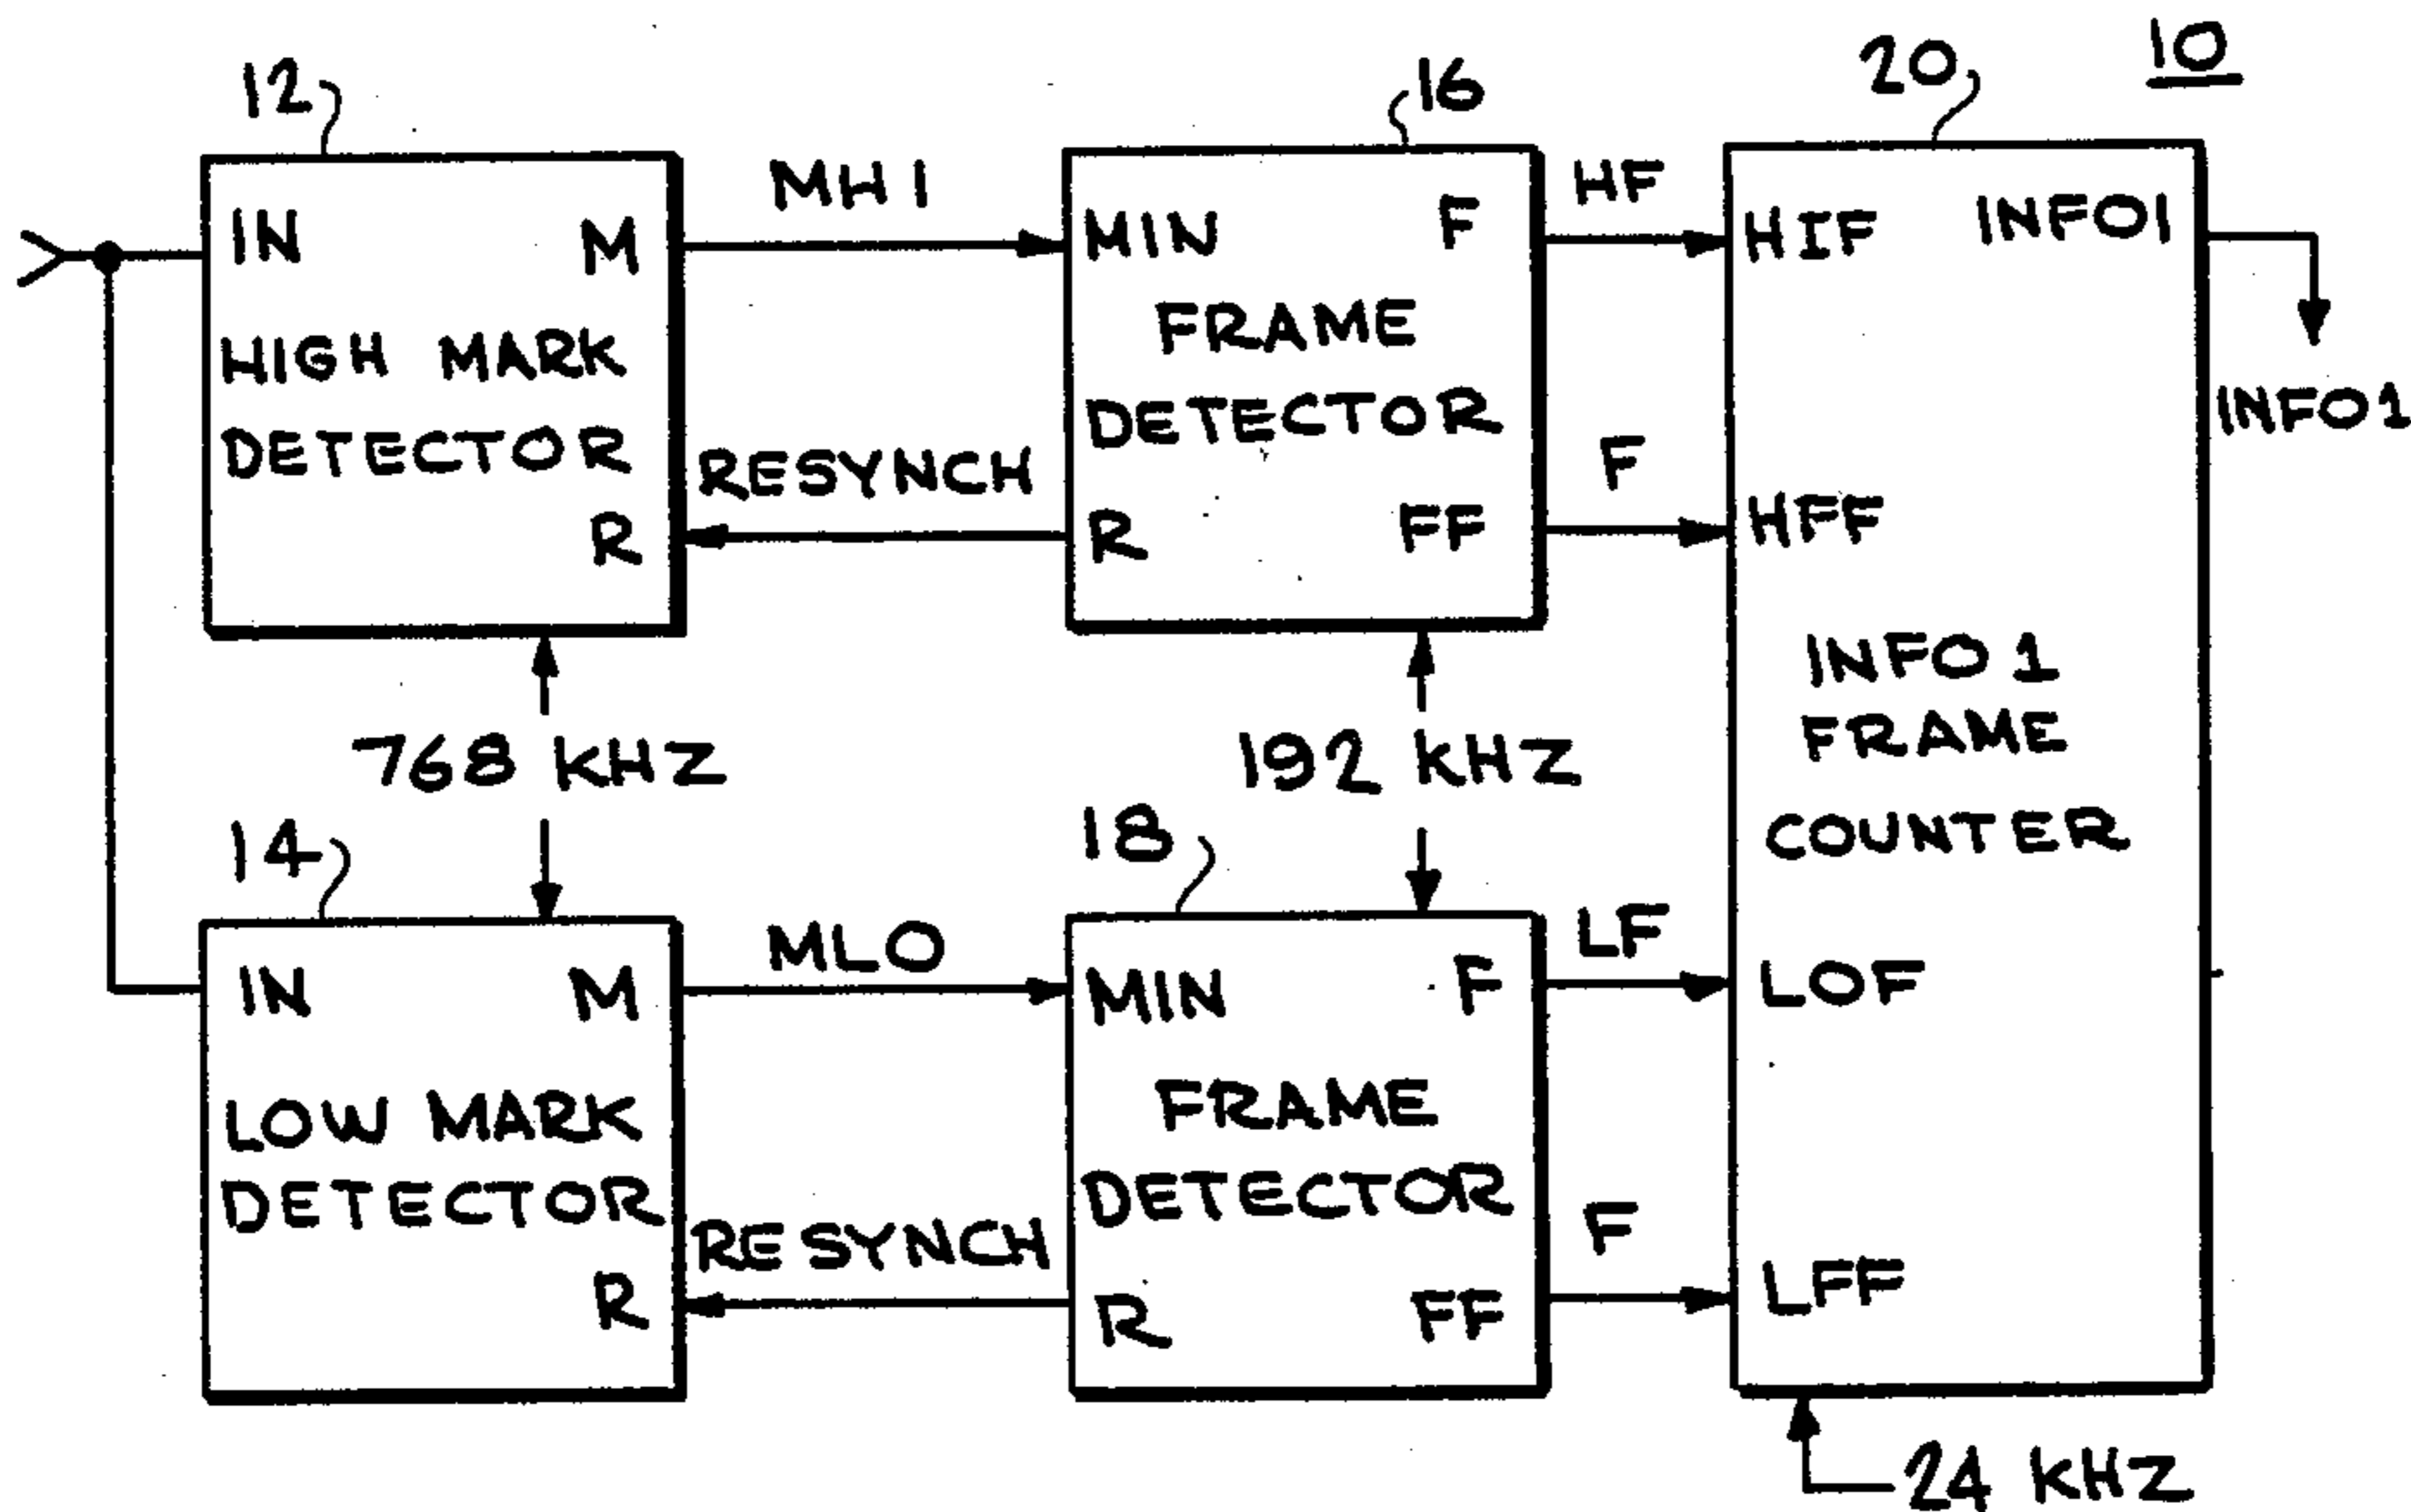 10
12
16
20
IN
M
HIGH MARK
DETECTOR
R
MHI
RESYNCH
MIN
F
FRAME
DETECTOR
R
FF
HF
F
HIF
INFO1
HFF
INFO 1
FRAME
COUNTER
LOF
LFF
INFO1
768 KHZ
192 KHZ
14
18
IN
M
LOW MARK
DETECTOR
R
MLO
RESYNCH
MIN
F
FRAME
DETECTOR
R
FF
LF
F
24 KHZ